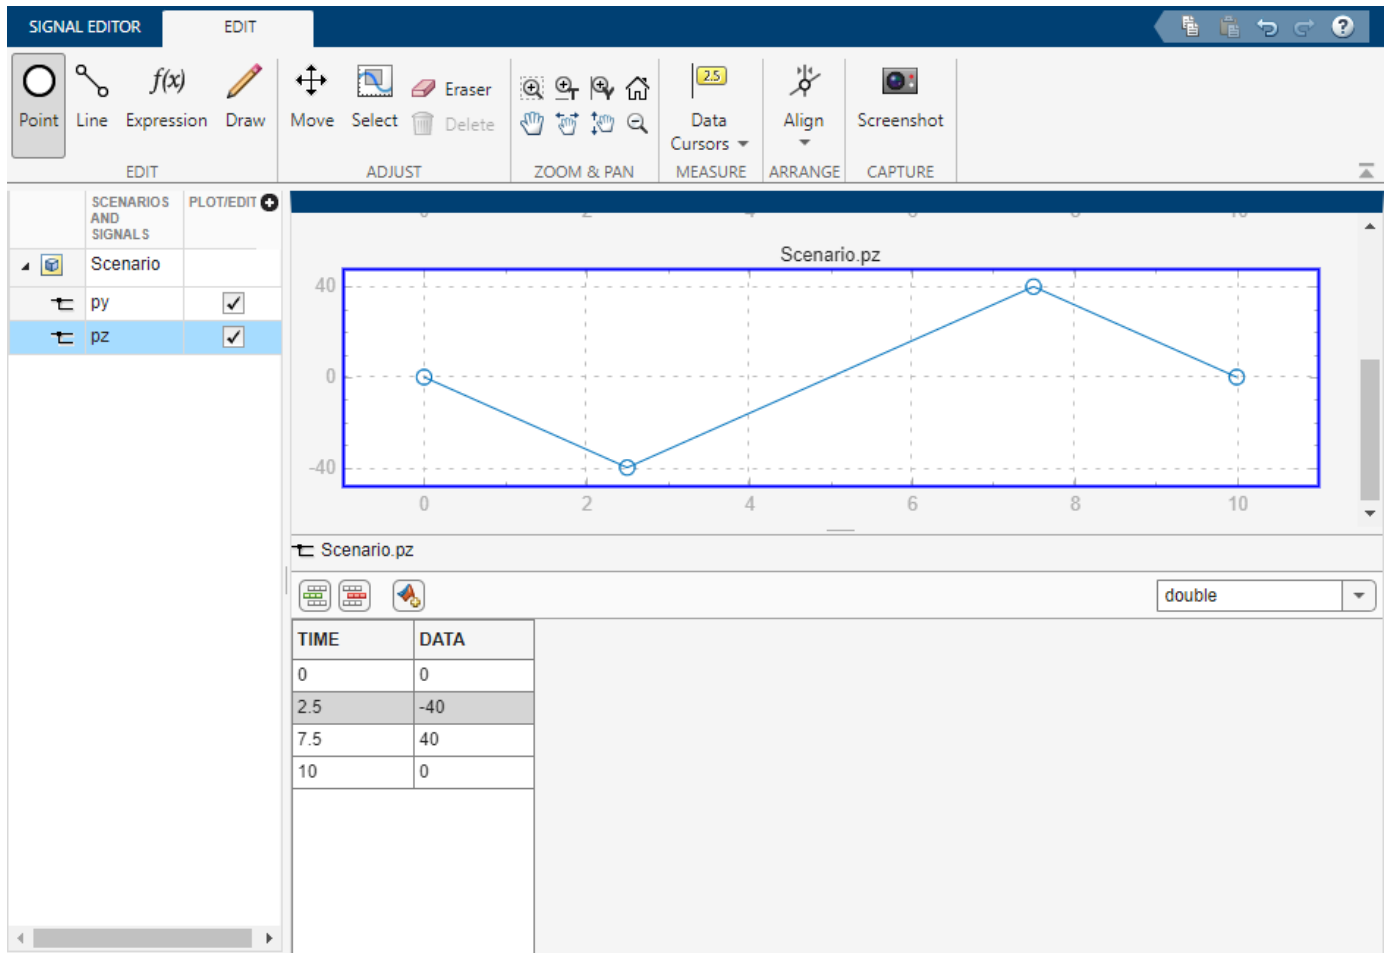 SIGNAL EDITOR EDIT
?
2.5
f(x)
Eraser
Point Line Expression Draw Move Select Delete Data Align Screenshot
Cursors
EDIT ADJUST ZOOM & PAN MEASURE ARRANGE CAPTURE
SCENARIOS PLOT/EDIT
AND
SIGNALS
Scenario
py
pz
Scenario.pz
40
0
-40
0 2 4 6 8 10
Scenario.pz
double
TIME DATA
0 0
2.5 -40
7.5 40
10 0